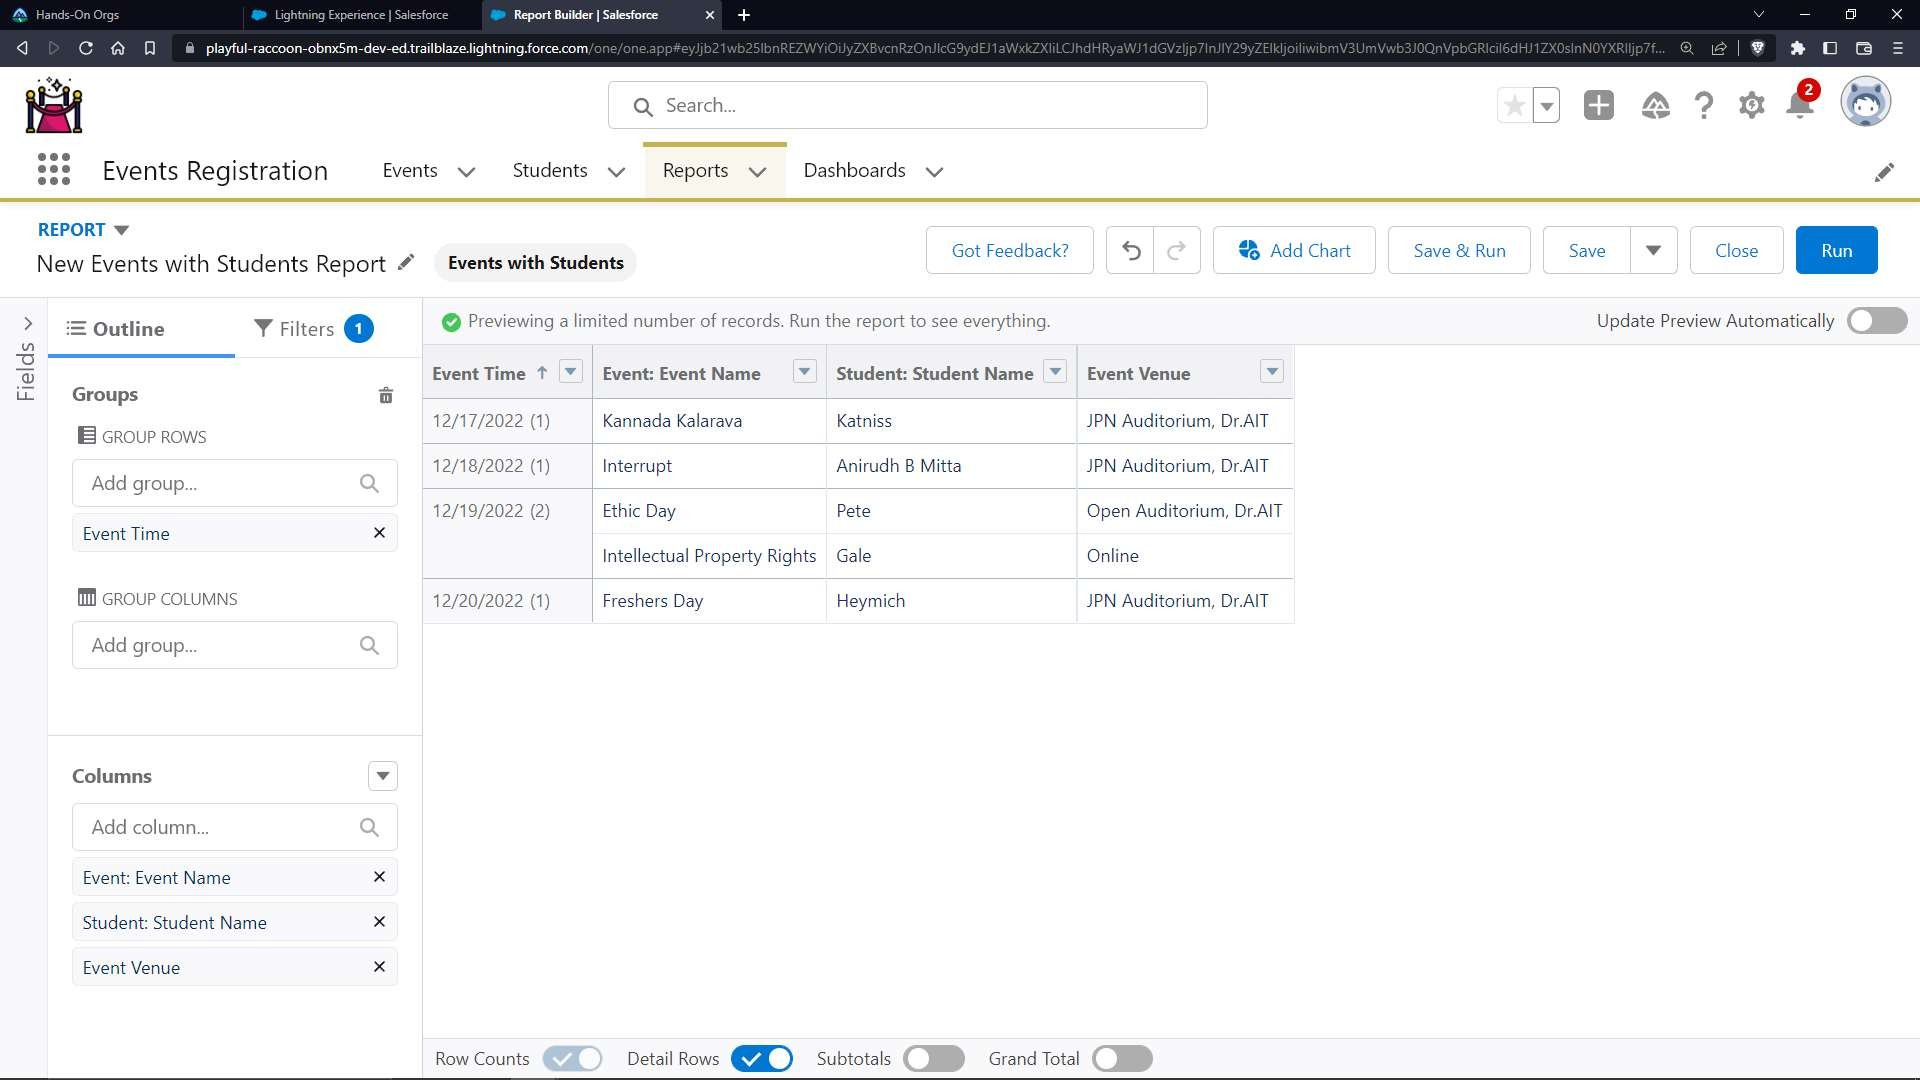 Hands-On Orgs
Lightning Experience | Salesforce
Report Builder | Salesforce
Search...
2
Events Registration
Events
Students
Reports
Dashboards
REPORT
New Events with Students Report
Events with Students
Got Feedback?
Add Chart
Save & Run
Save
Close
Run
Fields
Outline
Filters 1
Previewing a limited number of records. Run the report to see everything.
Update Preview Automatically
Groups
GROUP ROWS
Add group...
Event Time
GROUP COLUMNS
Add group...
Columns
Add column...
Event: Event Name
Student: Student Name
Event Venue
Event Time Event: Event Name Student: Student Name Event Venue
12/17/2022 (1) Kannada Kalarava Katniss JPN Auditorium, Dr.AIT
12/18/2022 (1) Interrupt Anirudh B Mitta JPN Auditorium, Dr.AIT
12/19/2022 (2) Ethic Day Pete Open Auditorium, Dr.AIT
Intellectual Property Rights Gale Online
12/20/2022 (1) Freshers Day Heymich JPN Auditorium, Dr.AIT
Row Counts Detail Rows Subtotals Grand Total